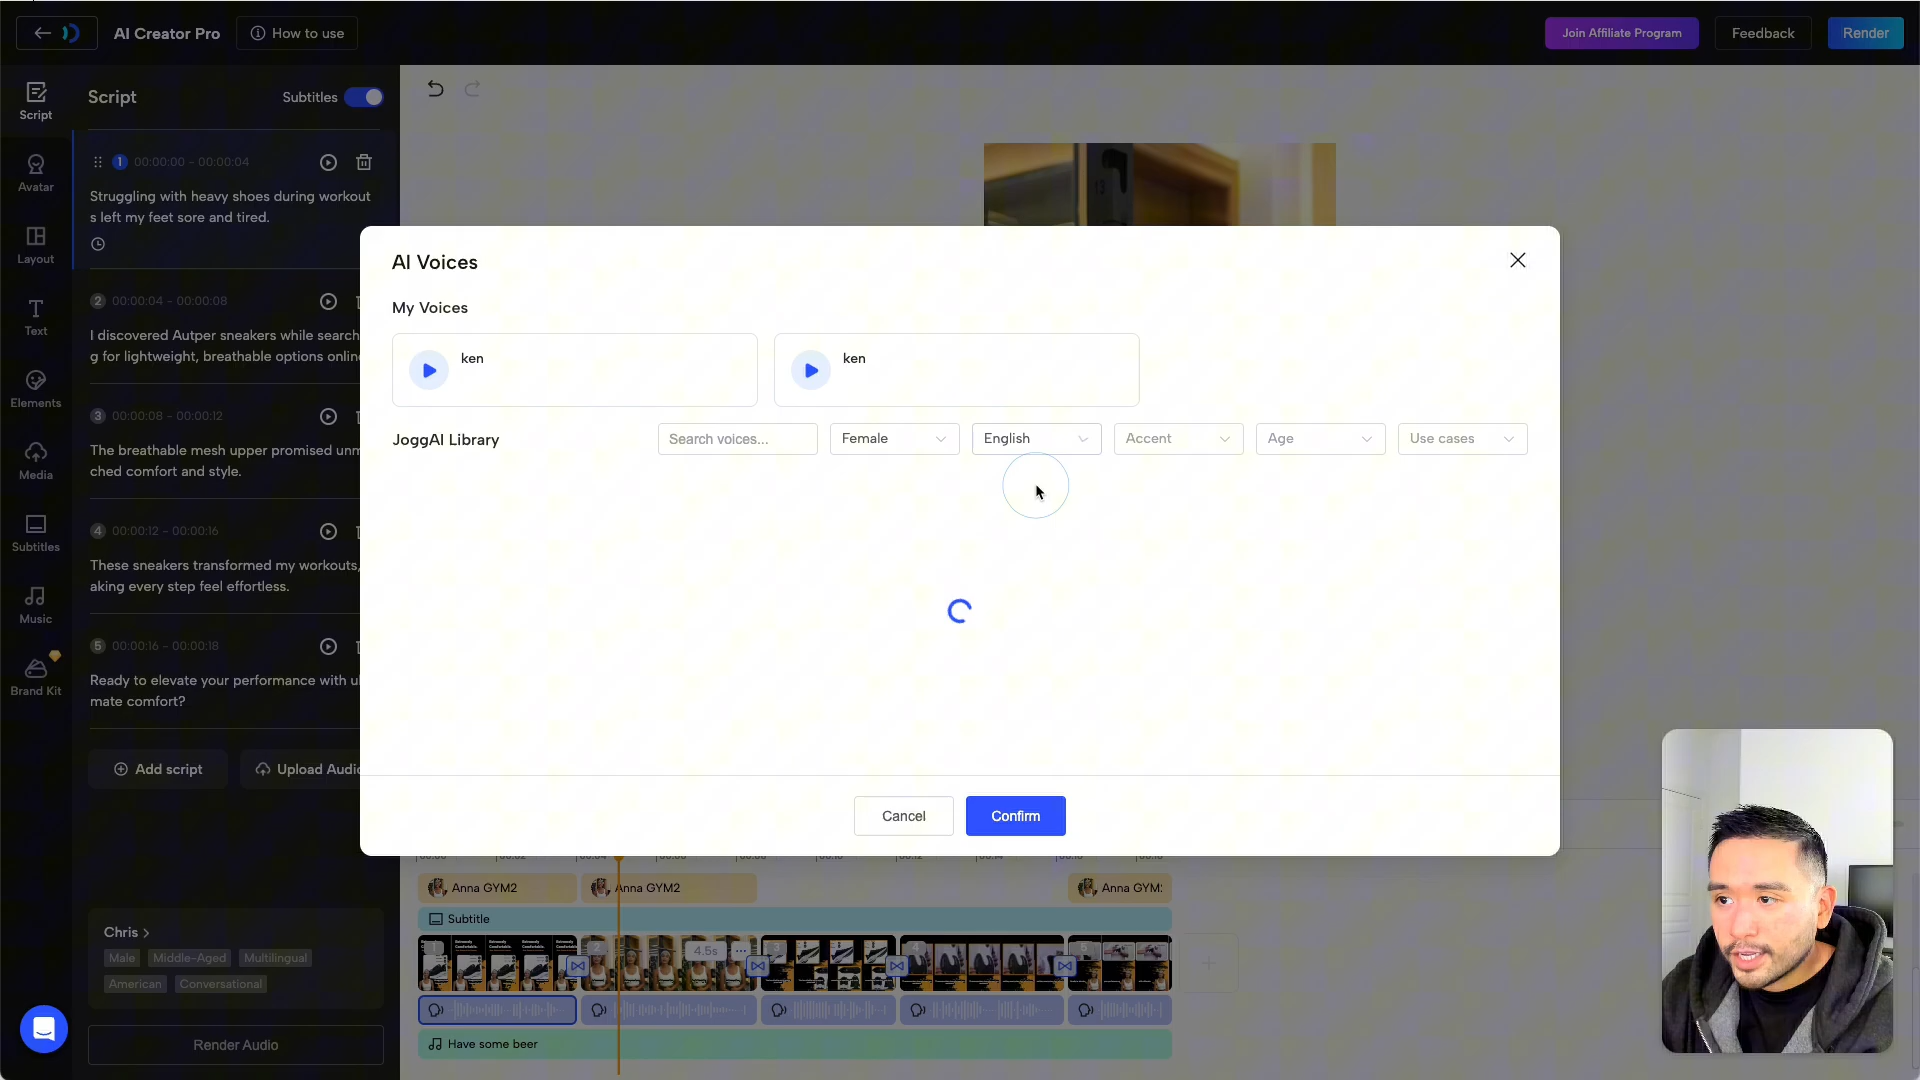 AI Creator Pro
How to use
Join Affiliate Program
Feedback
Render
Script
Avatar
Layout
Text
Elements
Media
Subtitles
Music
Brand Kit
Script
Subtitles
1 00:00:00 - 00:00:04
Struggling with heavy shoes during workout
s left my feet sore and tired.
2 00:00:04 - 00:00:08
I discovered Autper sneakers while search
g for lightweight, breathable options onlin
3 00:00:08 - 00:00:12
The breathable mesh upper promised unm
ched comfort and style.
4 00:00:12 - 00:00:16
These sneakers transformed my workouts,
aking every step feel effortless.
5 00:00:16 - 00:00:18
Ready to elevate your performance with ul
mate comfort?
Add script
Upload Audio
Chris >
Male
Middle-Aged
Multilingual
American
Conversational
Render Audio
AI Voices
My Voices
ken
ken
JoggAI Library
Search voices...
Female
English
Accent
Age
Use cases
Cancel
Confirm
Anna GYM2
Anna GYM2
Anna GYM:
Subtitle
2
4.5s
3
4
5
Have some beer